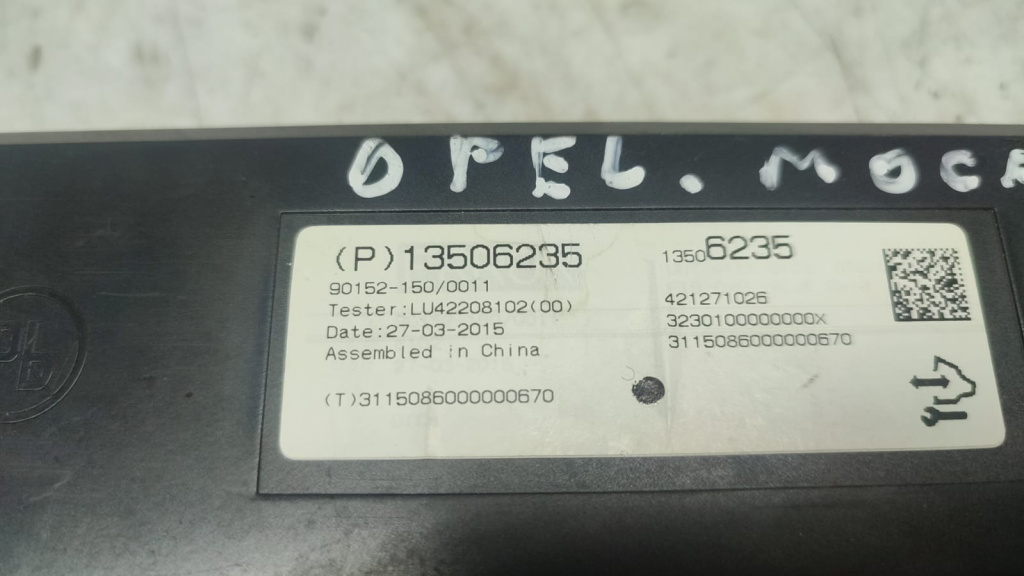 OPEL. MOC
(P)13506235
90152-150/0011
Tester:LU42208102(00)
Date:27-03-2015
Assembled in China
(T)3115086000000670
13506235
421271026
3230100000000X
3115086000000670